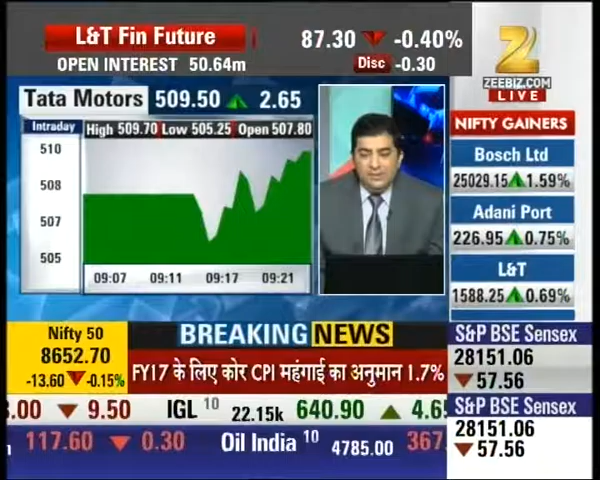 L&T Fin Future
87.30 -0.40%
OPEN INTEREST 50.64m
Disc -0.30
ZEEBIZ.COM
LIVE
Tata Motors 509.50 2.65
Intraday
High 509.70 Low 505.25 Open 507.80
510
508
507
505
09:07 09:11 09:17 09:21
NIFTY GAINERS
Bosch Ltd
25029.15 1.59%
Adani Port
226.95 0.75%
L&T
1588.25 0.69%
Nifty 50
8652.70
-13.60 -0.15%
BREAKING NEWS
FY17 के लिए कोर CPI महंगाई का अनुमान 1.7%
S&P BSE Sensex
28151.06
57.56
S&P BSE Sensex
28151.06
57.56
.00 9.50 IGL 10 22.15k 640.90 4.65
117.60 0.30 Oil India 10 4785.00 367.